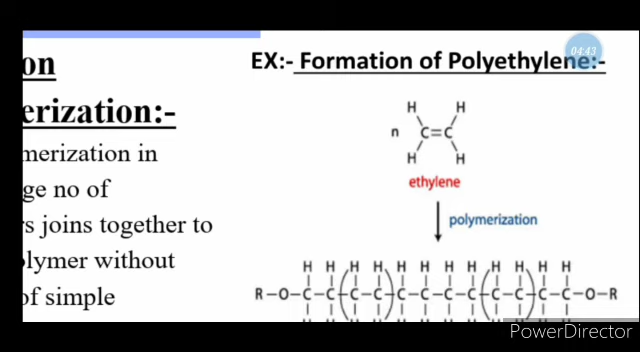 on
erization:-
merization in
ge no of
rs joins together to
lymer without
of simple
EX:- Formation of Polyethylene:-
04:43
H H
n C=C
H H
ethylene
polymerization
H H H H H H H H H H H H
R-O-C-C-C-C-C-C-C-C-C-C-C-C-O-R
PowerDirector